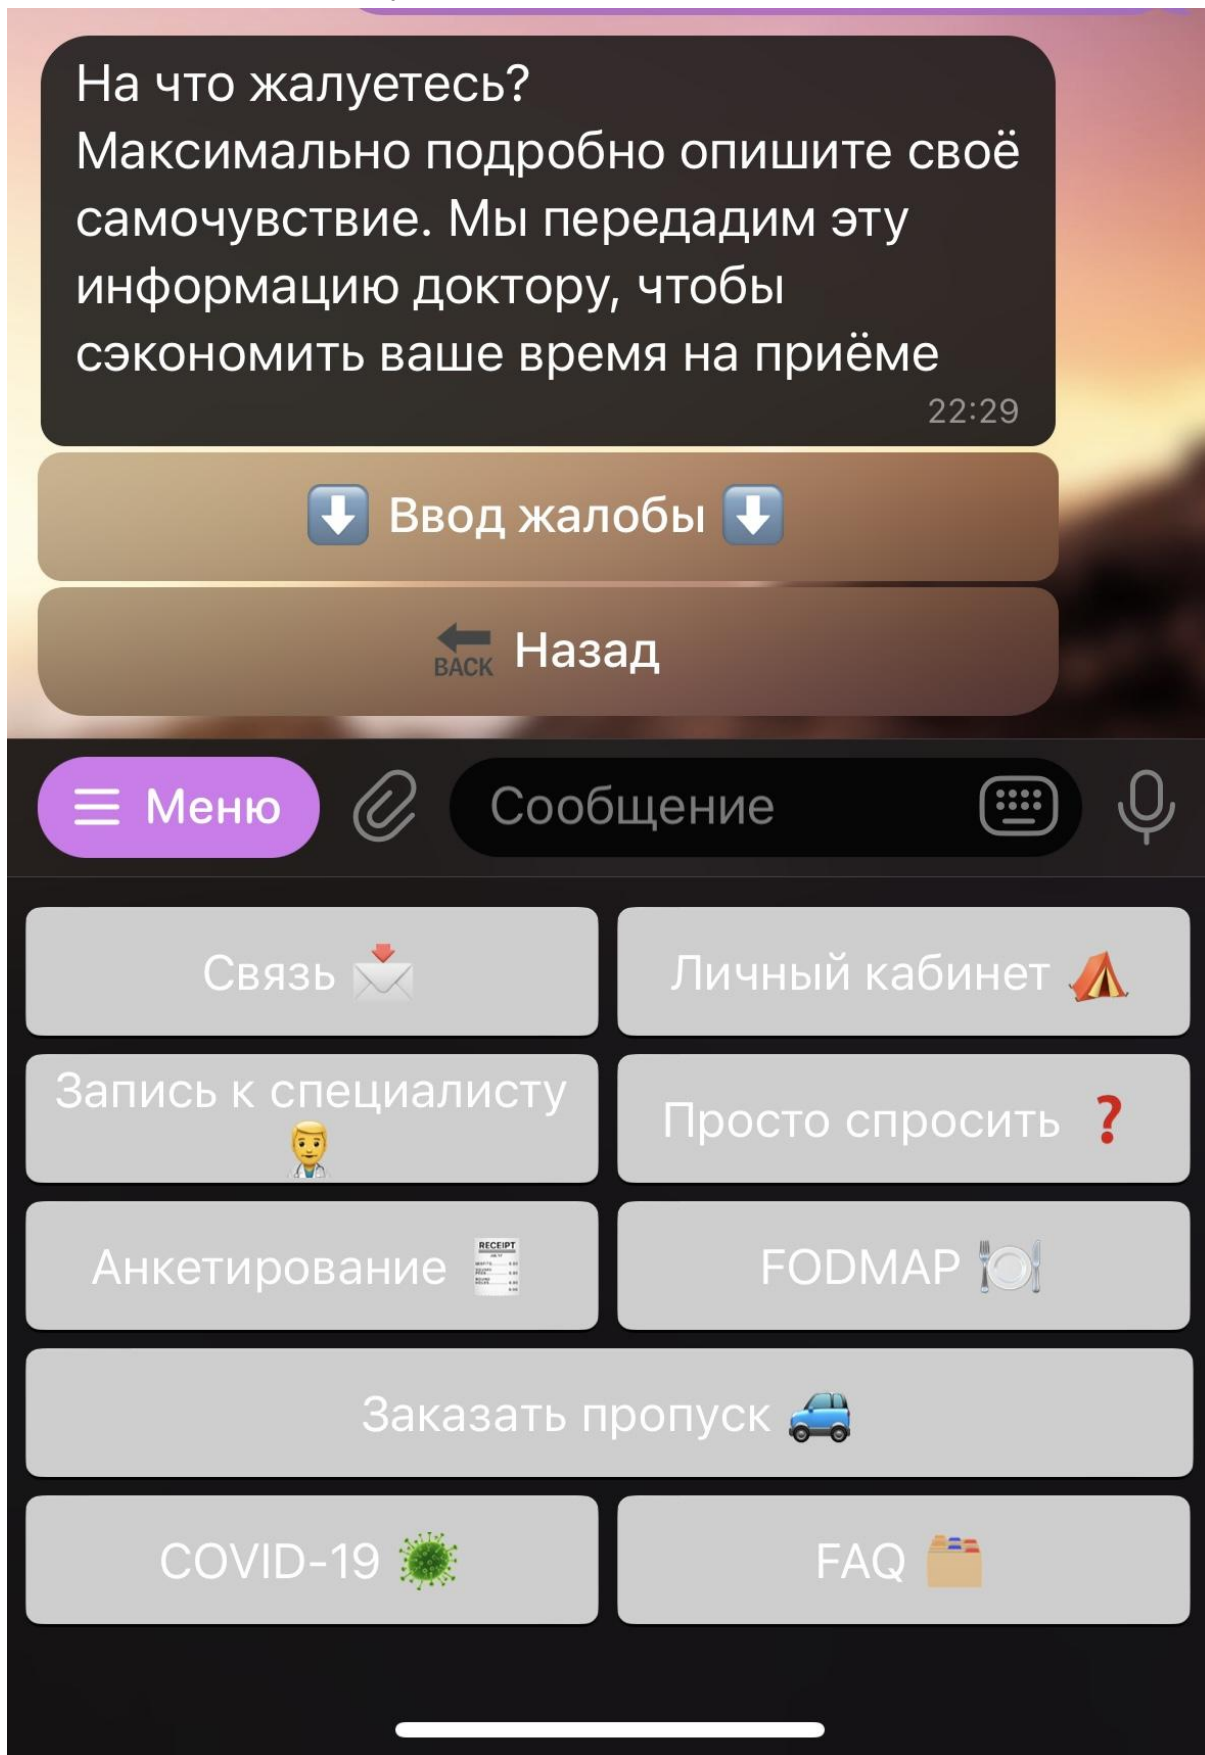 На что жалуетесь?
Максимально подробно опишите своё
самочувствие. Мы передадим эту
информацию доктору, чтобы
сэкономить ваше время на приёме
22:29
Ввод жалобы
BACK Назад
Меню
Сообщение
Связь
Личный кабинет
Запись к специалисту
Просто спросить ?
Анкетирование RECEIPT
FODMAP
Заказать пропуск
COVID-19
FAQ